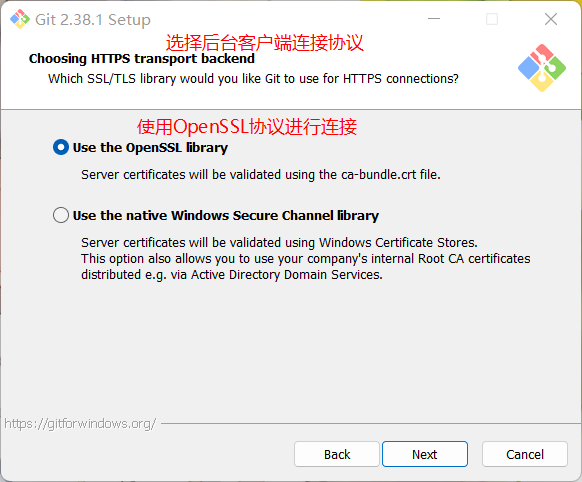 Git 2.38.1 Setup
选择后台客户端连接协议
Choosing HTTPS transport backend
Which SSL/TLS library would you like Git to use for HTTPS connections?
使用OpenSSL协议进行连接
Use the OpenSSL library
Server certificates will be validated using the ca-bundle.crt file.
Use the native Windows Secure Channel library
Server certificates will be validated using Windows Certificate Stores.
This option also allows you to use your company's internal Root CA certificates
distributed e.g. via Active Directory Domain Services.
https://gitforwindows.org/
Back
Next
Cancel